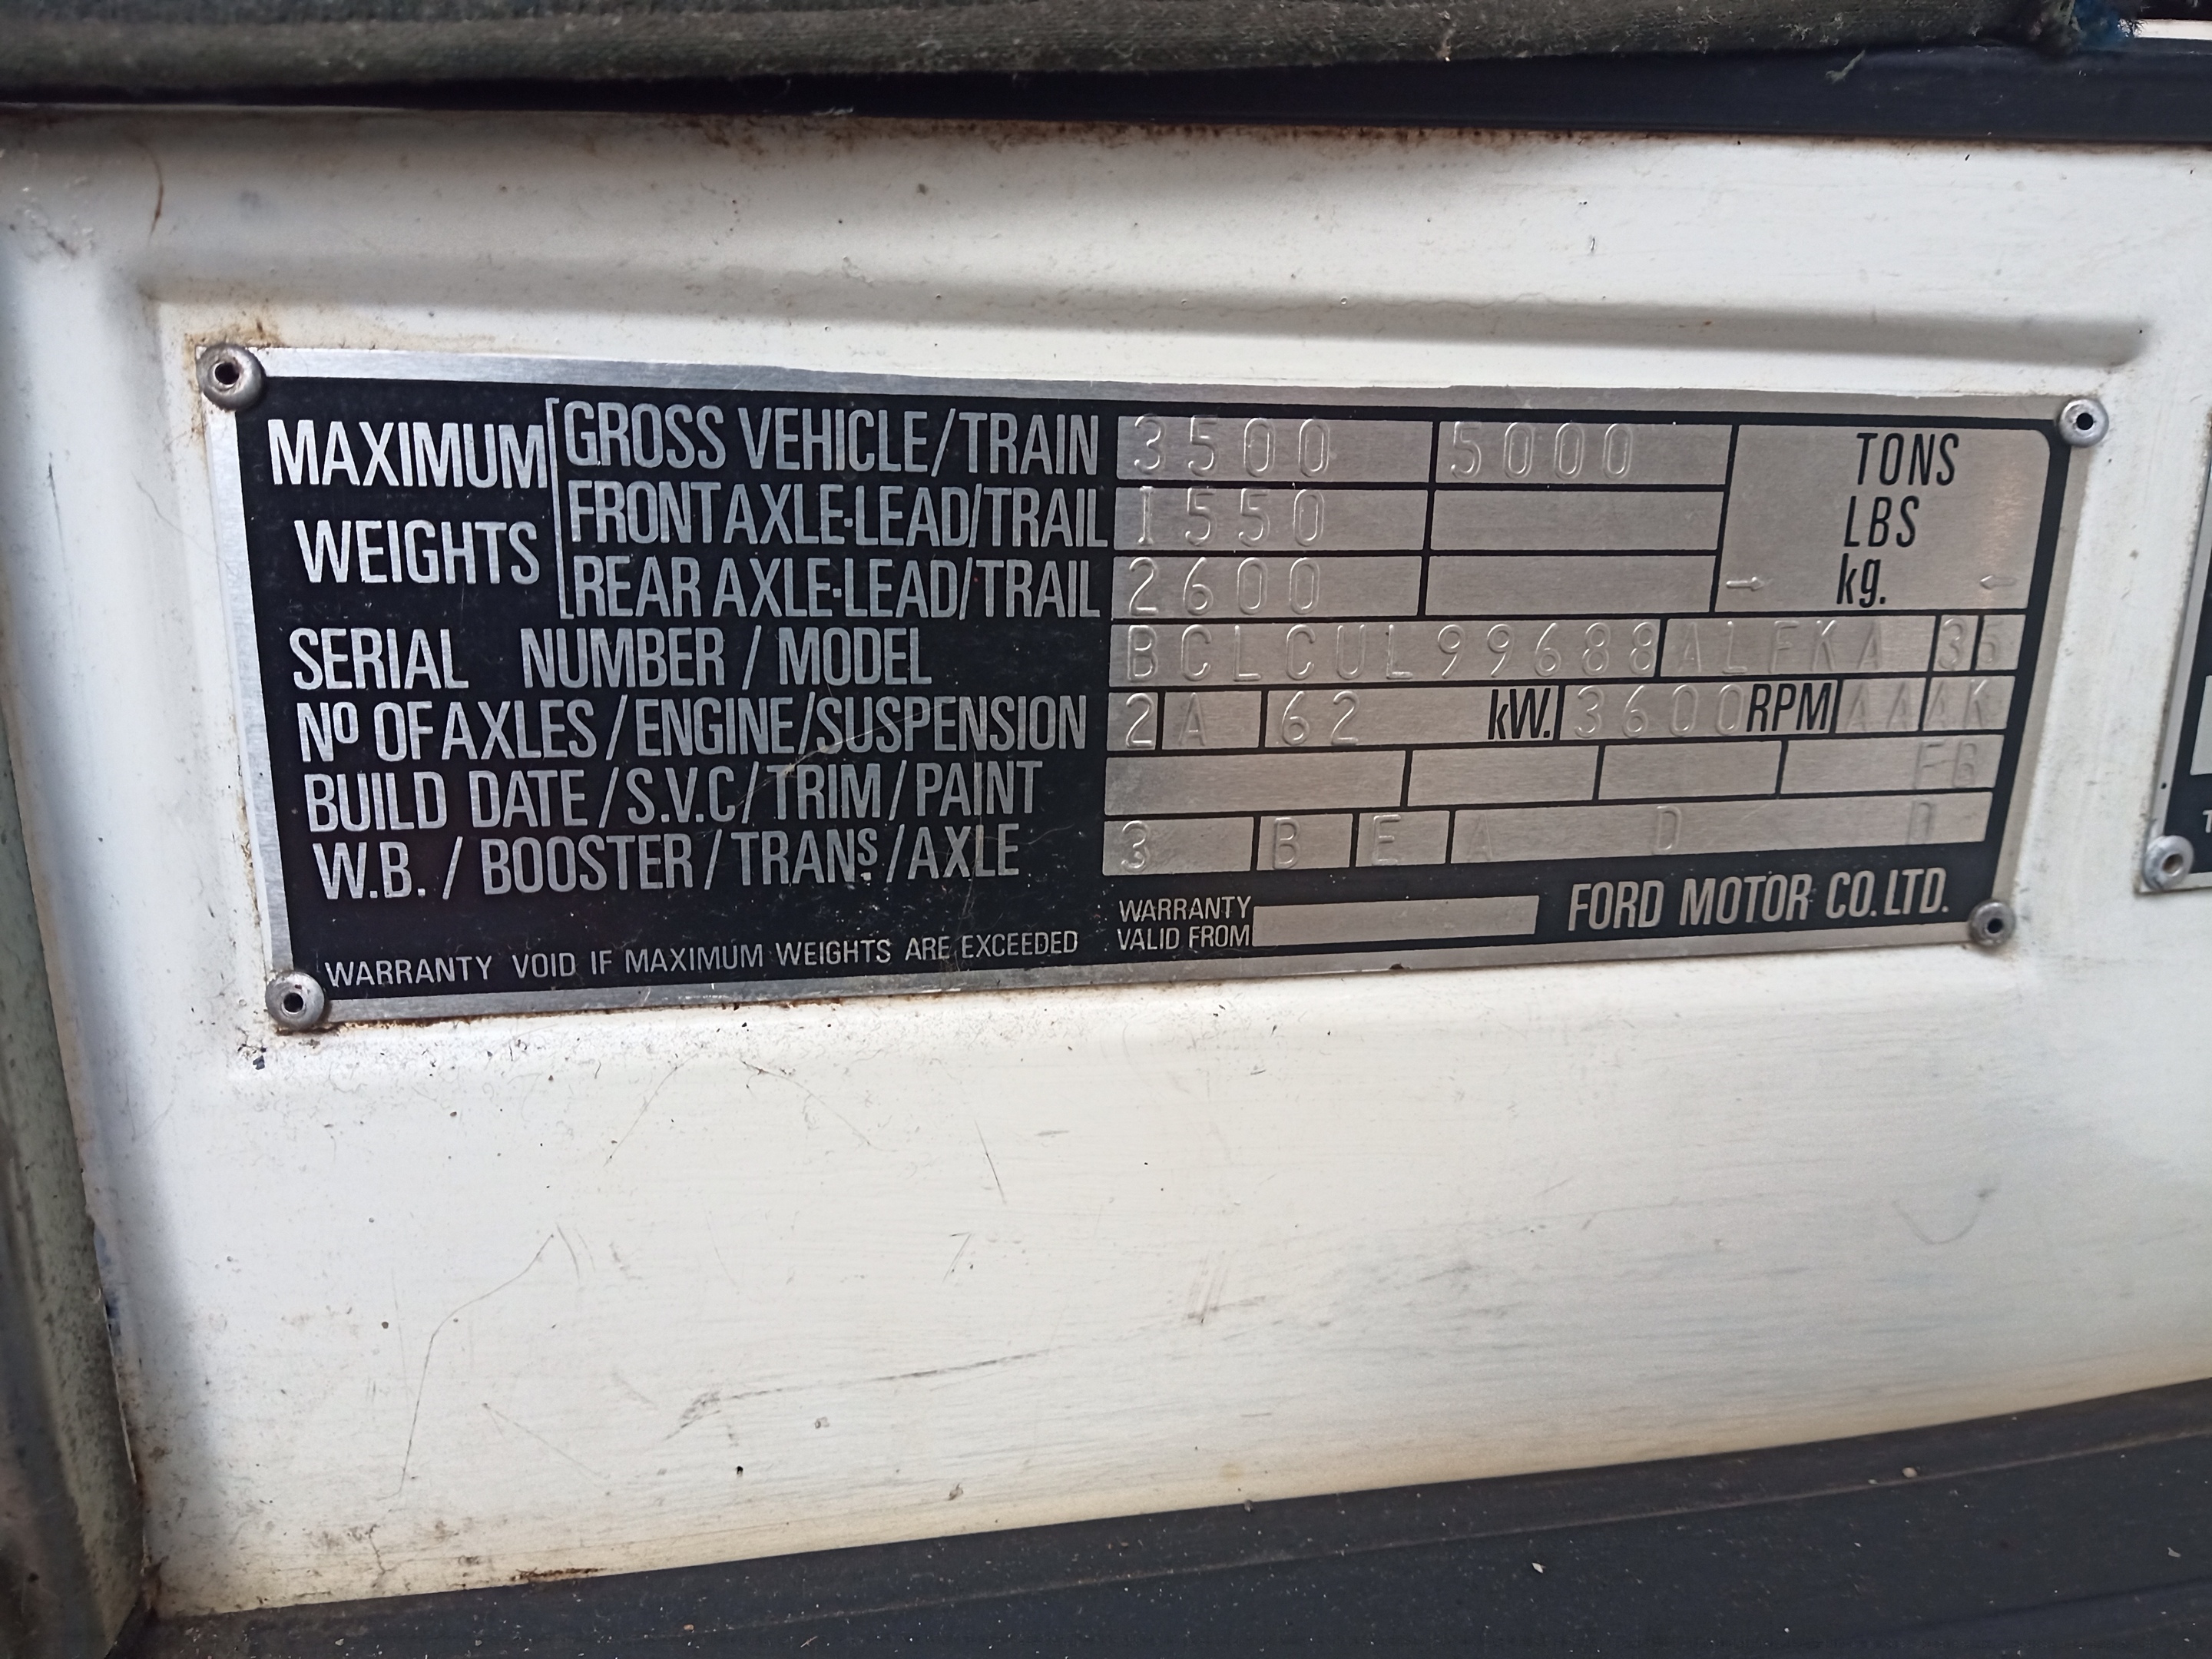 MAXIMUM WEIGHTS
GROSS VEHICLE/TRAIN 3500 5000 TONS
LBS
FRONT AXLE·LEAD/TRAIL 1550
REAR AXLE·LEAD/TRAIL 2600 → kg. ←
SERIAL NUMBER / MODEL BCLCUL99688 ALFKA 35
Nº OF AXLES / ENGINE/SUSPENSION 2 A 62 kW. 3600 RPM AA AK
BUILD DATE / S.V.C/ TRIM / PAINT FB
W.B. / BOOSTER / TRANS. / AXLE 3 B E A D D
WARRANTY VOID IF MAXIMUM WEIGHTS ARE EXCEEDED
WARRANTY VALID FROM
FORD MOTOR CO. LTD.